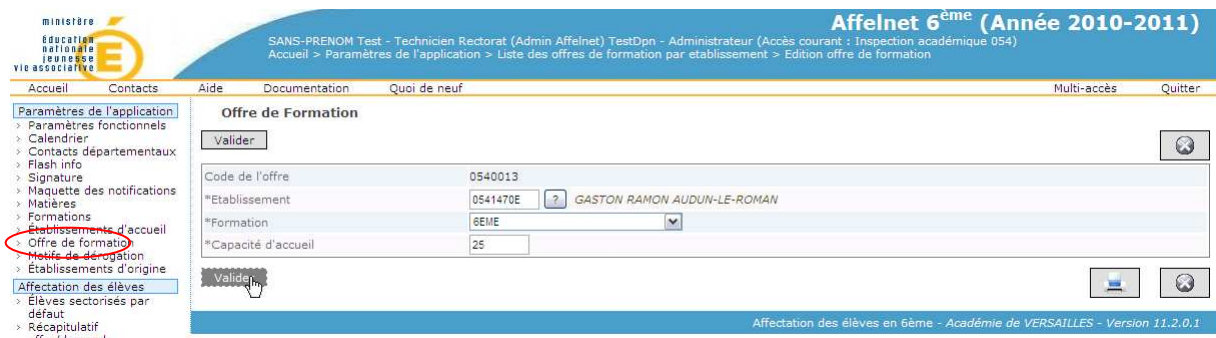 ministère
éducation
nationale
jeunesse
vie associative
Affelnet 6ème (Année 2010-2011)
SANS-PRENOM Test - Technicien Rectorat (Admin Affelnet) TestDpn - Administrateur (Accès courant : Inspection académique 054)
Accueil > Paramètres de l'application > Liste des offres de formation par etablissement > Edition offre de formation
Accueil Contacts Aide Documentation Quoi de neuf Multi-accès Quitter
Paramètres de l'application
> Paramètres fonctionnels
> Calendrier
> Contacts départementaux
> Flash info
> Signature
> Maquette des notifications
> Matières
> Formations
> Établissements d'accueil
> Offre de formation
> Motifs de dérogation
> Établissements d'origine
Affectation des élèves
> Élèves sectorisés par
défaut
> Récapitulatif
Offre de Formation
Valider
Code de l'offre 0540013
*Etablissement 0541470E ? GASTON RAMON AUDUN-LE-ROMAN
*Formation 6EME
*Capacité d'accueil 25
Valider
Affectation des élèves en 6ème - Académie de VERSAILLES - Version 11.2.0.1